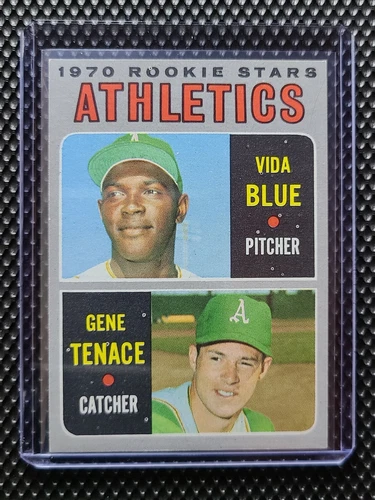 1970 ROOKIE STARS
ATHLETICS
VIDA
BLUE
PITCHER
A
GENE
TENACE
CATCHER
A